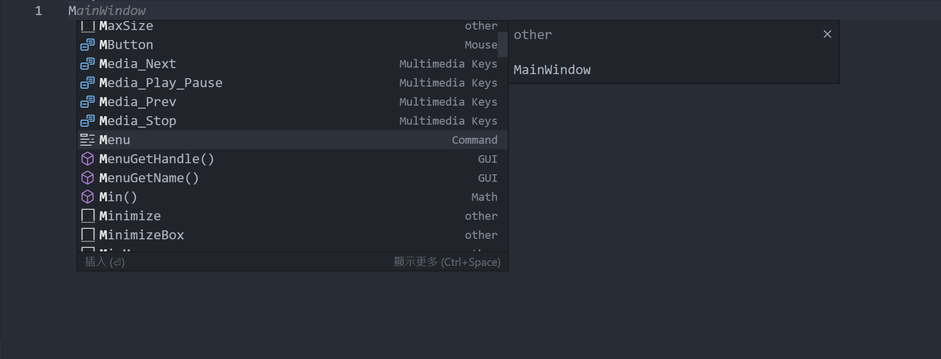 1 MainWindow
MaxSize other
MButton Mouse
Media_Next Multimedia Keys
Media_Play_Pause Multimedia Keys
Media_Prev Multimedia Keys
Media_Stop Multimedia Keys
Menu Command
MenuGetHandle() GUI
MenuGetName() GUI
Min() Math
Minimize other
MinimizeBox other
插入 (⏎) 顯示更多 (Ctrl+Space)
other ×
MainWindow